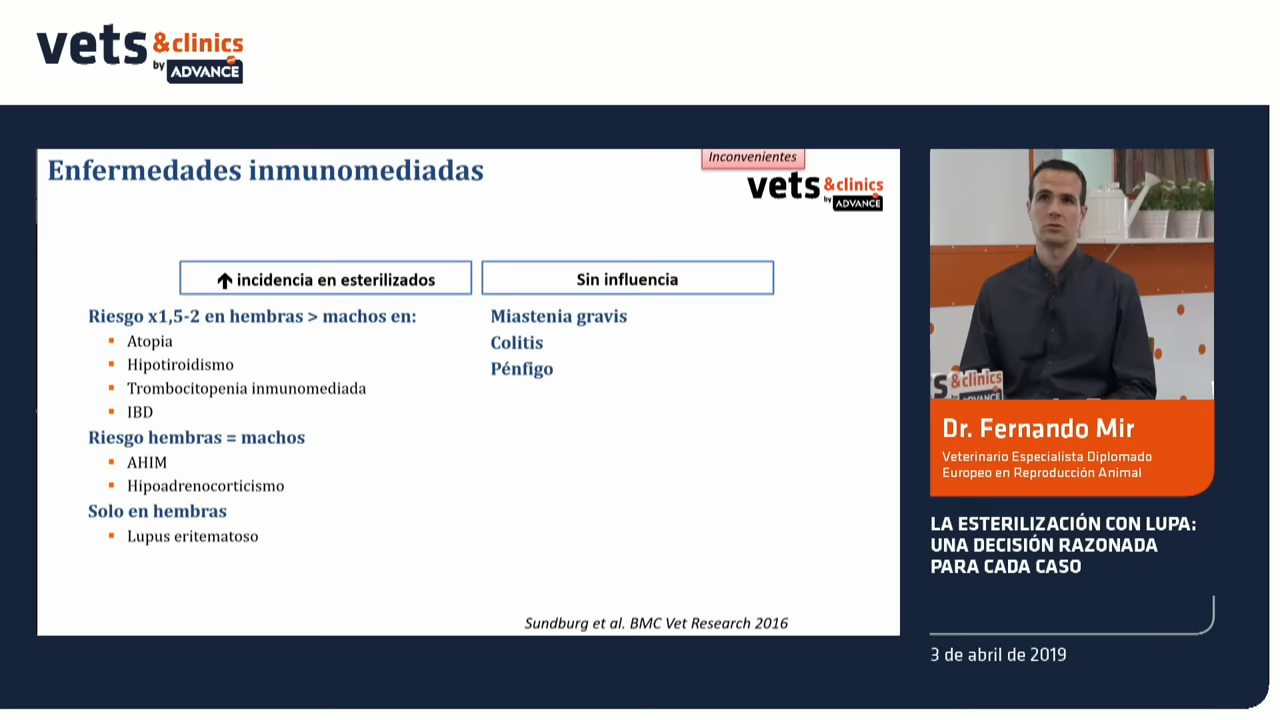 vets &clinics
by ADVANCE
Enfermedades inmunomediadas
Inconvenientes
vets &clinics
by ADVANCE
↑ incidencia en esterilizados
Sin influencia
Riesgo x1,5-2 en hembras > machos en:
▪ Atopia
▪ Hipotiroidismo
▪ Trombocitopenia inmunomediada
▪ IBD
Riesgo hembras = machos
▪ AHIM
▪ Hipoadrenocorticismo
Solo en hembras
▪ Lupus eritematoso
Miastenia gravis
Colitis
Pénfigo
Sundburg et al. BMC Vet Research 2016
s &clinics
ADVANCE
Dr. Fernando Mir
Veterinario Especialista Diplomado
Europeo en Reproducción Animal
LA ESTERILIZACIÓN CON LUPA:
UNA DECISIÓN RAZONADA
PARA CADA CASO
3 de abril de 2019